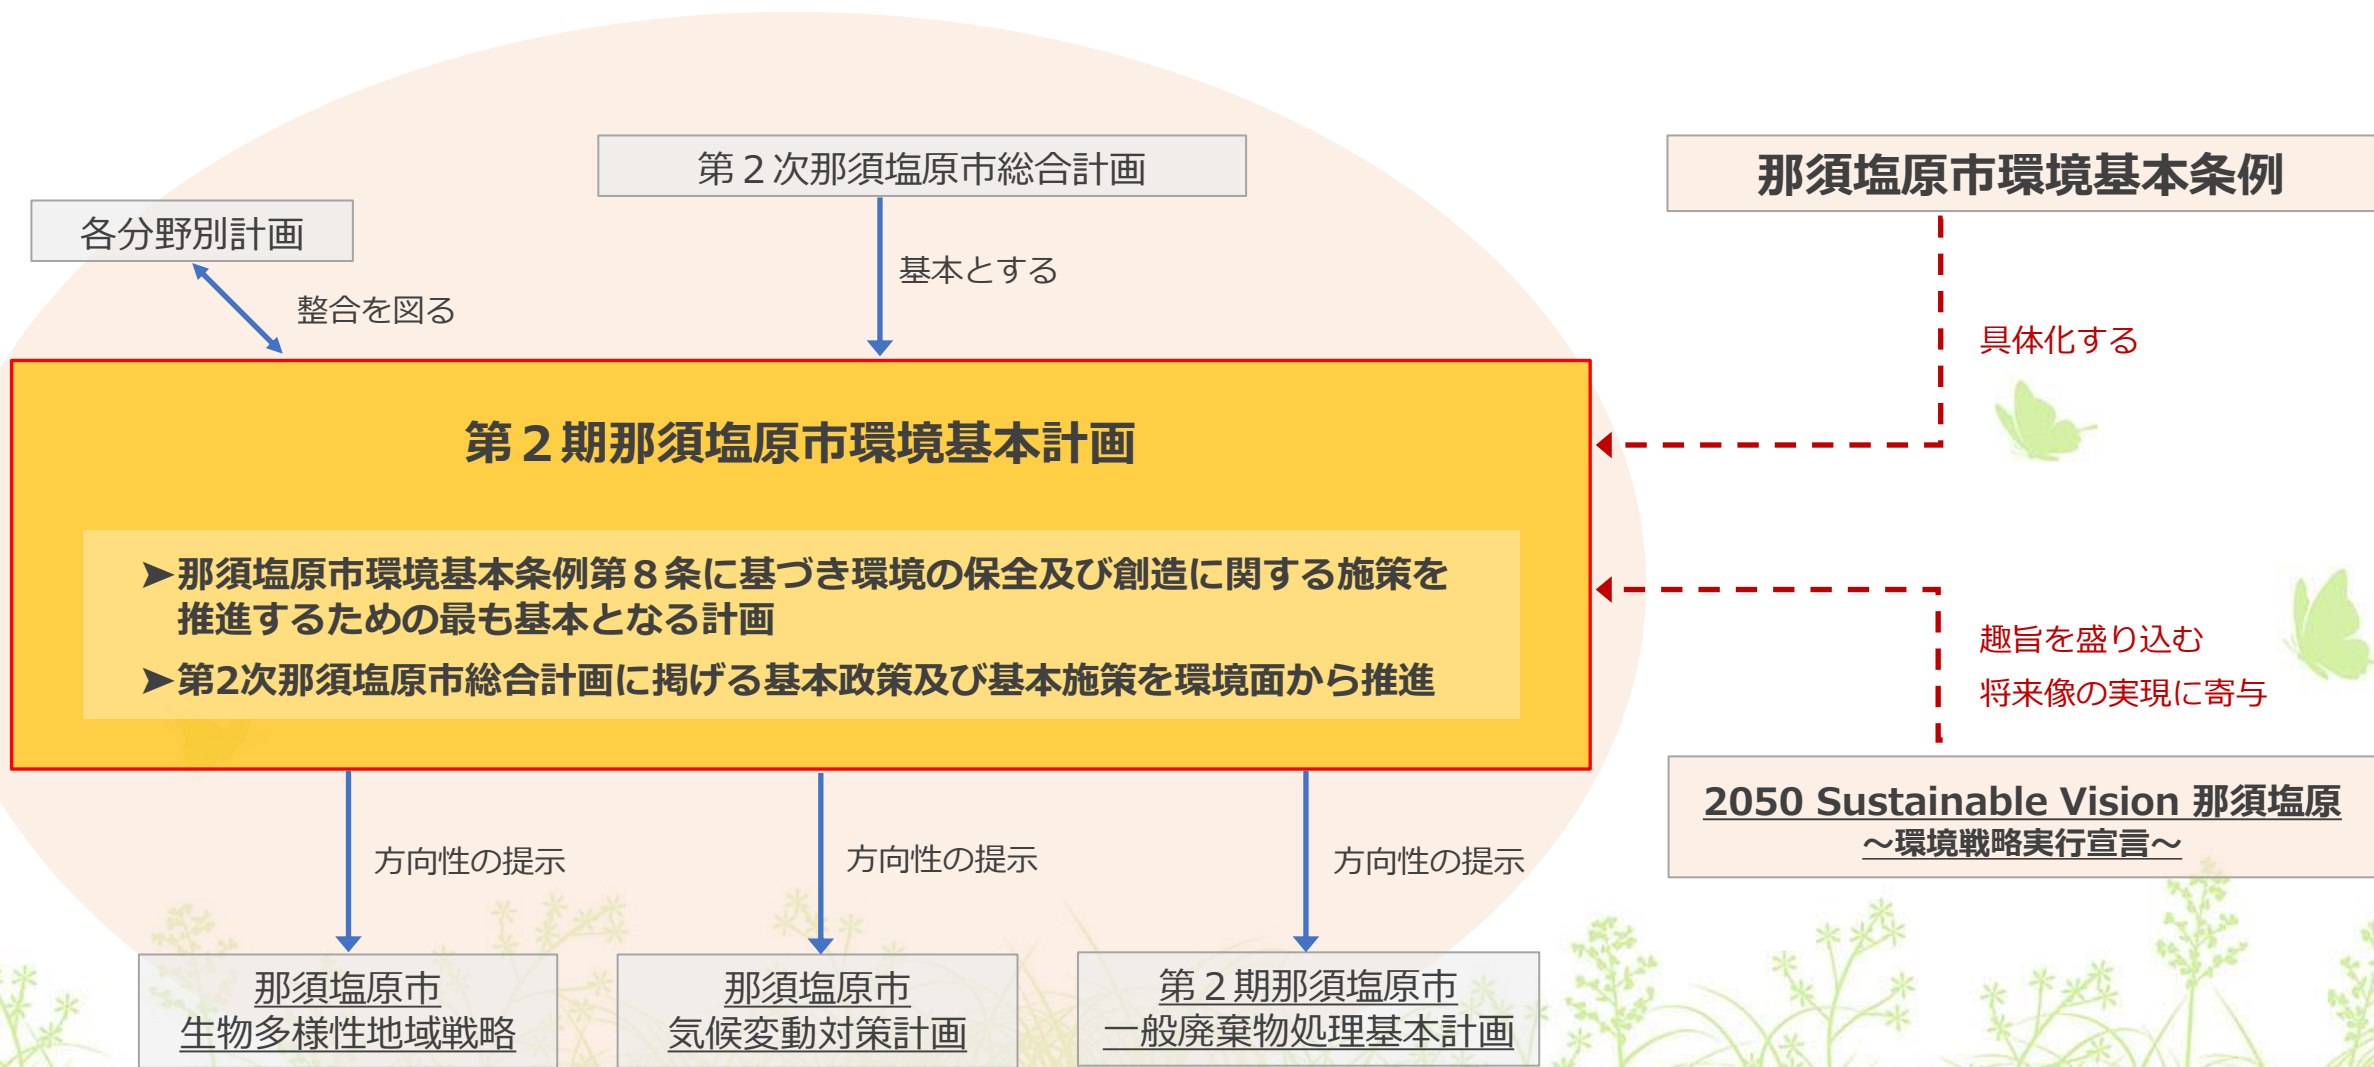 第２次那須塩原市総合計画
那須塩原市環境基本条例
各分野別計画
基本とする
整合を図る
具体化する
第２期那須塩原市環境基本計画
➤那須塩原市環境基本条例第８条に基づき環境の保全及び創造に関する施策を
推進するための最も基本となる計画
➤第2次那須塩原市総合計画に掲げる基本政策及び基本施策を環境面から推進
趣旨を盛り込む
将来像の実現に寄与
2050 Sustainable Vision 那須塩原
～環境戦略実行宣言～
方向性の提示
方向性の提示
方向性の提示
那須塩原市
生物多様性地域戦略
那須塩原市
気候変動対策計画
第２期那須塩原市
一般廃棄物処理基本計画